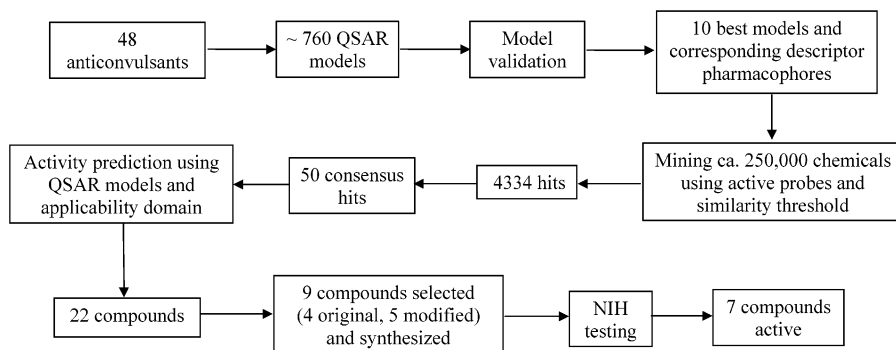 48
anticonvulsants
~ 760 QSAR
models
Model
validation
10 best models and
corresponding descriptor
pharmacophores
Mining ca. 250,000 chemicals
using active probes and
similarity threshold
4334 hits
50 consensus
hits
Activity prediction using
QSAR models and
applicability domain
22 compounds
9 compounds selected
(4 original, 5 modified)
and synthesized
NIH
testing
7 compounds
active